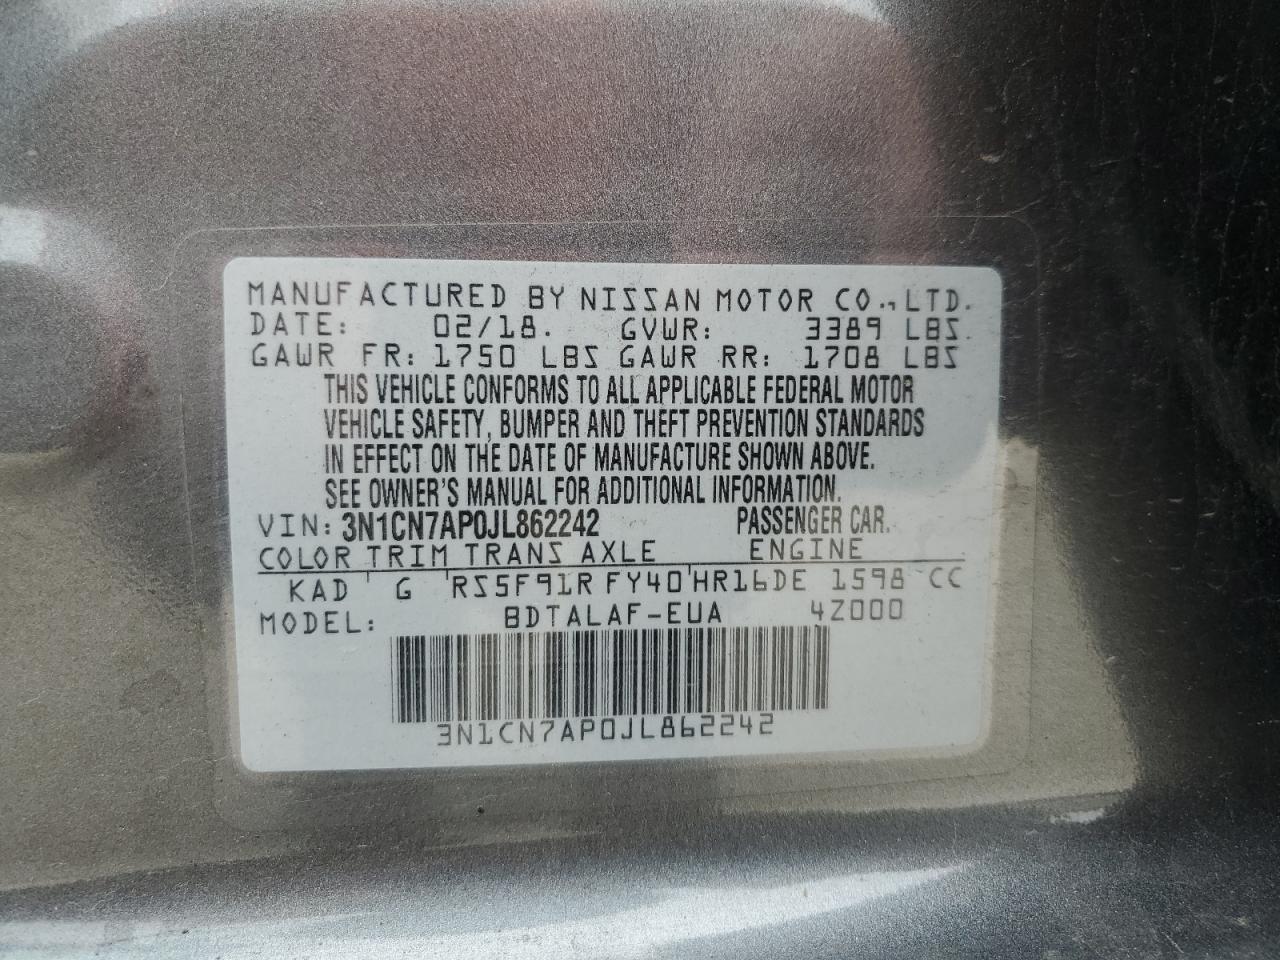 MANUFACTURED BY NISSAN MOTOR CO., LTD.
DATE: 02/18. GVWR: 3389 LBS.
GAWR FR: 1750 LBS GAWR RR: 1708 LBS
THIS VEHICLE CONFORMS TO ALL APPLICABLE FEDERAL MOTOR
VEHICLE SAFETY, BUMPER AND THEFT PREVENTION STANDARDS
IN EFFECT ON THE DATE OF MANUFACTURE SHOWN ABOVE.
SEE OWNER'S MANUAL FOR ADDITIONAL INFORMATION.
VIN: 3N1CN7AP0JL862242 PASSENGER CAR.
COLOR TRIM TRANS AXLE ENGINE
KAD ' G ' RS5F91R FY40 ' HR16DE 1598 CC
MODEL: BDTALAF-EUA 4Z000
3N1CN7AP0JL862242